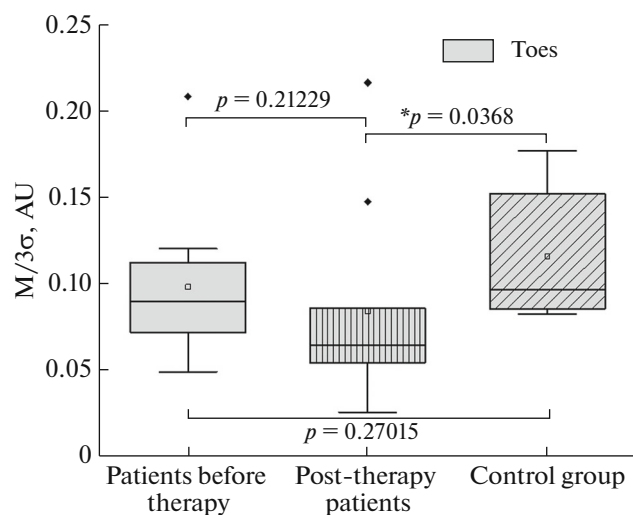 0.25
Toes
p = 0.21229
0.20
*p = 0.0368
0.15
M/3σ, AU
0.10
0.05
p = 0.27015
0
Patients before
therapy
Post-therapy
patients
Control group